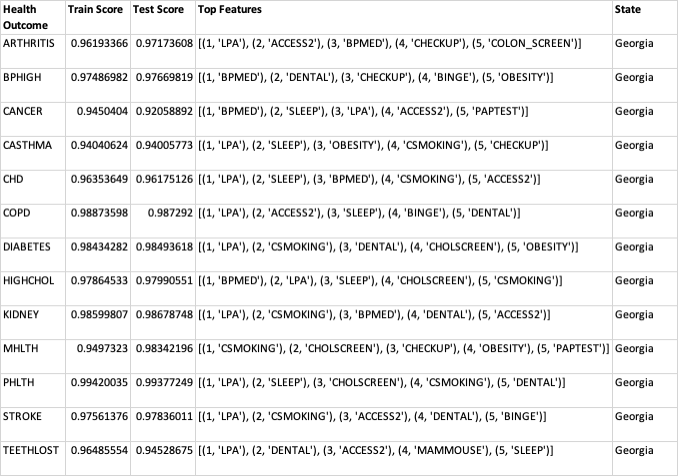 Health Outcome Train Score Test Score Top Features State
ARTHRITIS 0.96193366 0.97173608 [(1, 'LPA'), (2, 'ACCESS2'), (3, 'BPMED'), (4, 'CHECKUP'), (5, 'COLON_SCREEN')] Georgia
BPHIGH 0.97486982 0.97669819 [(1, 'BPMED'), (2, 'DENTAL'), (3, 'CHECKUP'), (4, 'BINGE'), (5, 'OBESITY')] Georgia
CANCER 0.9450404 0.92058892 [(1, 'BPMED'), (2, 'SLEEP'), (3, 'LPA'), (4, 'ACCESS2'), (5, 'PAPTEST')] Georgia
CASTHMA 0.94040624 0.94005773 [(1, 'LPA'), (2, 'SLEEP'), (3, 'OBESITY'), (4, 'CSMOKING'), (5, 'CHECKUP')] Georgia
CHD 0.96353649 0.96175126 [(1, 'LPA'), (2, 'SLEEP'), (3, 'BPMED'), (4, 'CSMOKING'), (5, 'ACCESS2')] Georgia
COPD 0.98873598 0.987292 [(1, 'LPA'), (2, 'ACCESS2'), (3, 'SLEEP'), (4, 'BINGE'), (5, 'DENTAL')] Georgia
DIABETES 0.98434282 0.98493618 [(1, 'LPA'), (2, 'CSMOKING'), (3, 'DENTAL'), (4, 'CHOLSCREEN'), (5, 'OBESITY')] Georgia
HIGHCHOL 0.97864533 0.97990551 [(1, 'BPMED'), (2, 'LPA'), (3, 'SLEEP'), (4, 'CHOLSCREEN'), (5, 'CSMOKING')] Georgia
KIDNEY 0.98599807 0.98678748 [(1, 'LPA'), (2, 'CSMOKING'), (3, 'BPMED'), (4, 'DENTAL'), (5, 'ACCESS2')] Georgia
MHLTH 0.9497323 0.98342196 [(1, 'CSMOKING'), (2, 'CHOLSCREEN'), (3, 'CHECKUP'), (4, 'OBESITY'), (5, 'PAPTEST')] Georgia
PHLTH 0.99420035 0.99377249 [(1, 'LPA'), (2, 'SLEEP'), (3, 'CHOLSCREEN'), (4, 'CSMOKING'), (5, 'DENTAL')] Georgia
STROKE 0.97561376 0.97836011 [(1, 'LPA'), (2, 'CSMOKING'), (3, 'ACCESS2'), (4, 'DENTAL'), (5, 'BINGE')] Georgia
TEETHLOST 0.96485554 0.94528675 [(1, 'LPA'), (2, 'DENTAL'), (3, 'ACCESS2'), (4, 'MAMMOUSE'), (5, 'SLEEP')] Georgia